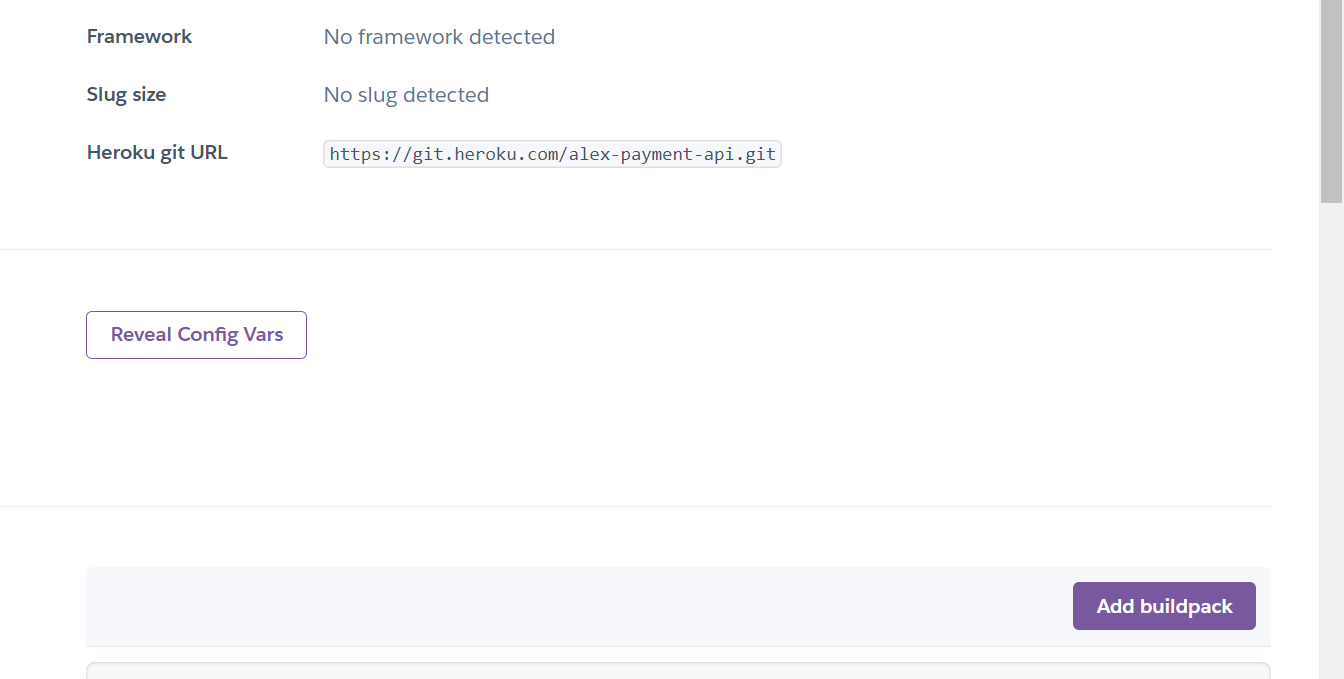 Framework No framework detected
Slug size No slug detected
Heroku git URL https://git.heroku.com/alex-payment-api.git
Reveal Config Vars
Add buildpack